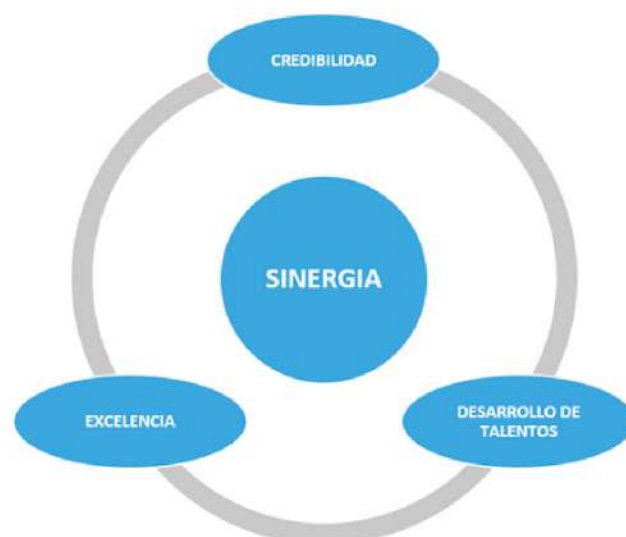 CREDIBILIDAD
SINERGIA
EXCELENCIA
DESARROLLO DE
TALENTOS